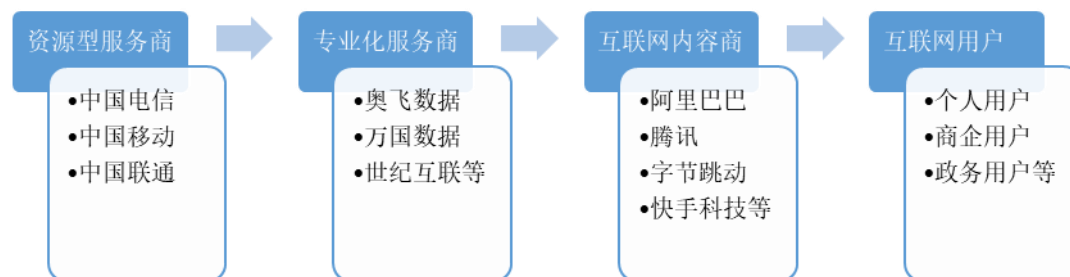 资源型服务商
•中国电信
•中国移动
•中国联通
专业化服务商
•奥飞数据
•万国数据
•世纪互联等
互联网内容商
•阿里巴巴
•腾讯
•字节跳动
•快手科技等
互联网用户
•个人用户
•商企用户
•政务用户等